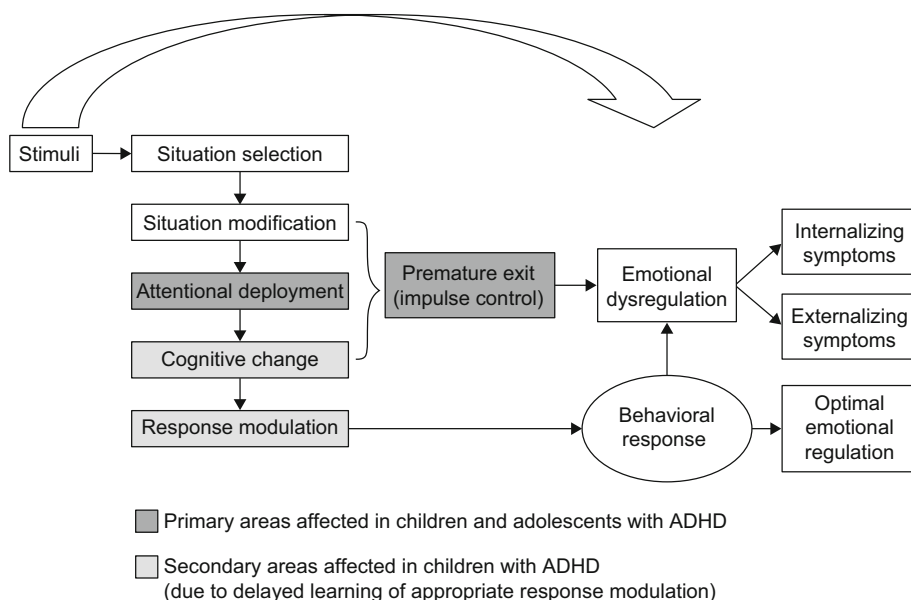 Stimuli
Situation selection
Situation modification
Attentional deployment
Cognitive change
Response modulation
Premature exit
(impulse control)
Emotional
dysregulation
Internalizing
symptoms
Externalizing
symptoms
Behavioral
response
Optimal
emotional
regulation
Primary areas affected in children and adolescents with ADHD
Secondary areas affected in children with ADHD
(due to delayed learning of appropriate response modulation)